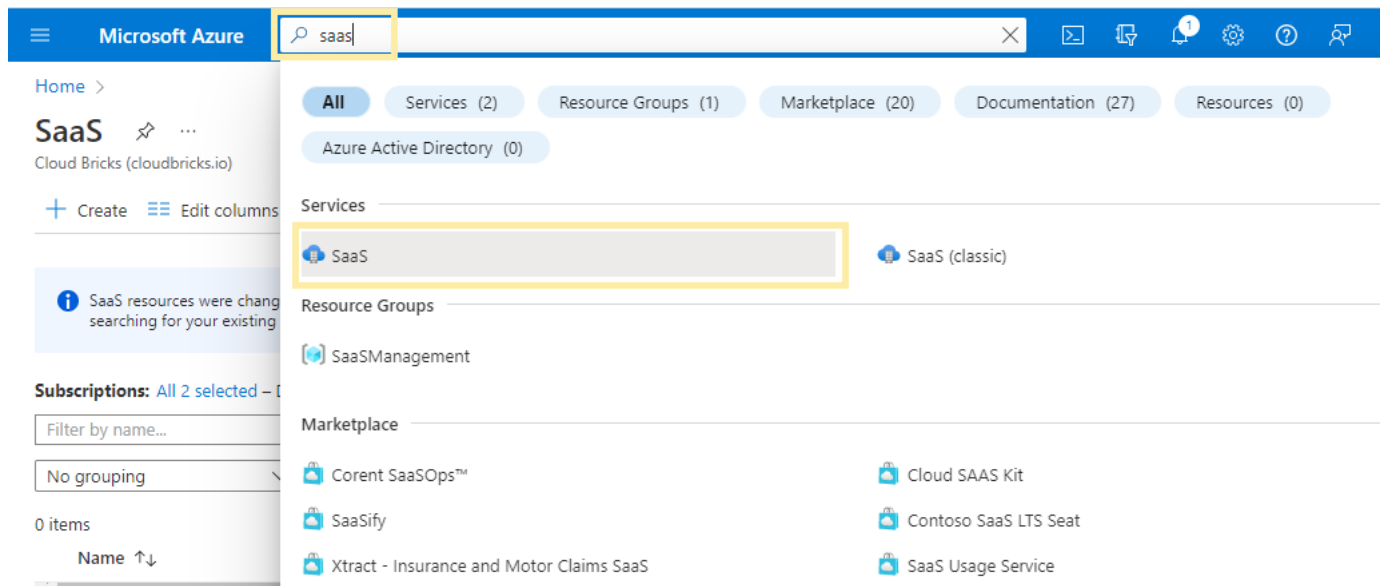 Microsoft Azure
saas
1
Home >
SaaS
...
Cloud Bricks (cloudbricks.io)
+ Create
Edit columns
SaaS resources were chang
searching for your existing
Subscriptions: All 2 selected –
Filter by name...
No grouping
0 items
Name ↑↓
All
Services (2)
Resource Groups (1)
Marketplace (20)
Documentation (27)
Resources (0)
Azure Active Directory (0)
Services
SaaS
SaaS (classic)
Resource Groups
SaaSManagement
Marketplace
Corent SaaSOps™
Cloud SAAS Kit
SaaSify
Contoso SaaS LTS Seat
Xtract - Insurance and Motor Claims SaaS
SaaS Usage Service